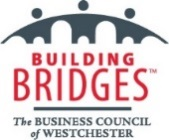 BUILDING
BRIDGES™
The BUSINESS COUNCIL
of WESTCHESTER